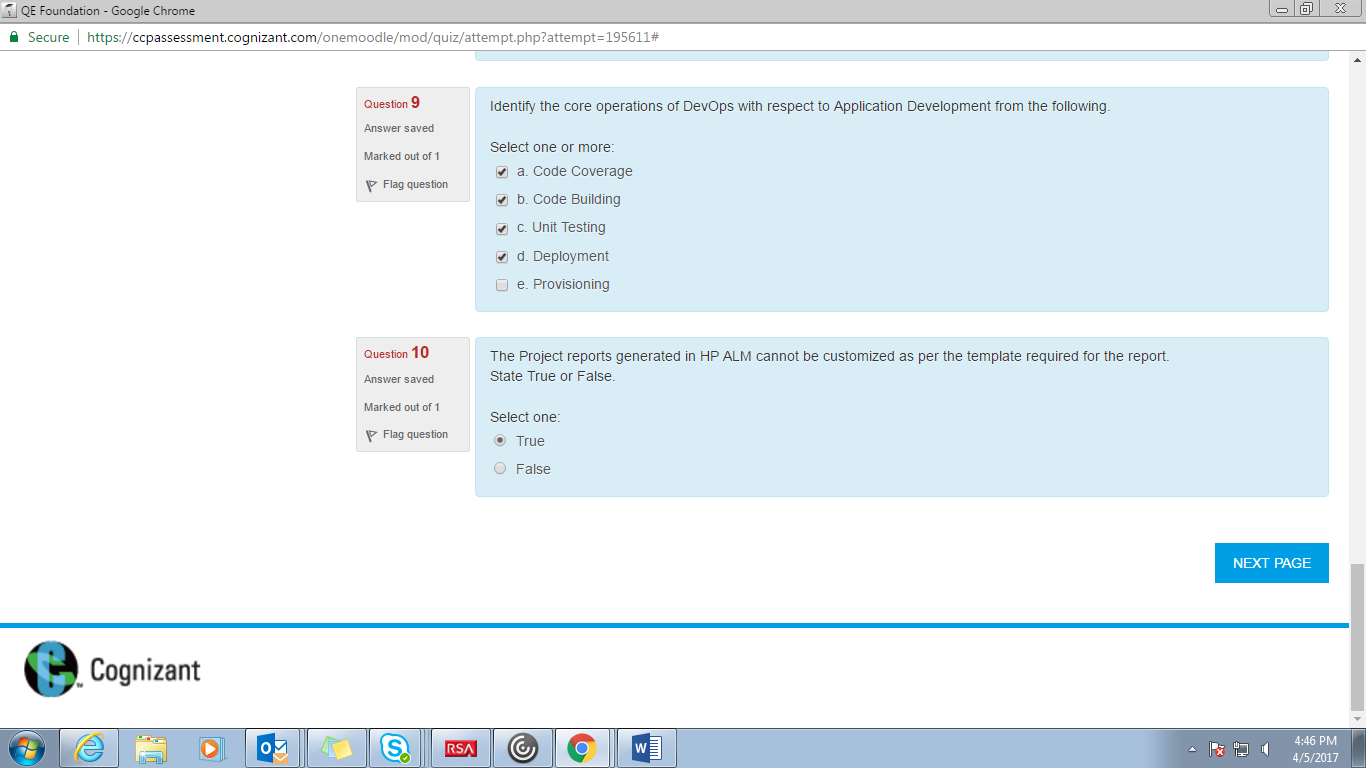 QE Foundation - Google Chrome
Secure https://ccpassessment.cognizant.com/onemoodle/mod/quiz/attempt.php?attempt=195611#
Question 9
Answer saved
Marked out of 1
Flag question
Identify the core operations of DevOps with respect to Application Development from the following.
Select one or more:
a. Code Coverage
b. Code Building
c. Unit Testing
d. Deployment
e. Provisioning
Question 10
Answer saved
Marked out of 1
Flag question
The Project reports generated in HP ALM cannot be customized as per the template required for the report.
State True or False.
Select one:
True
False
NEXT PAGE
Cognizant
RSA
4:46 PM
4/5/2017